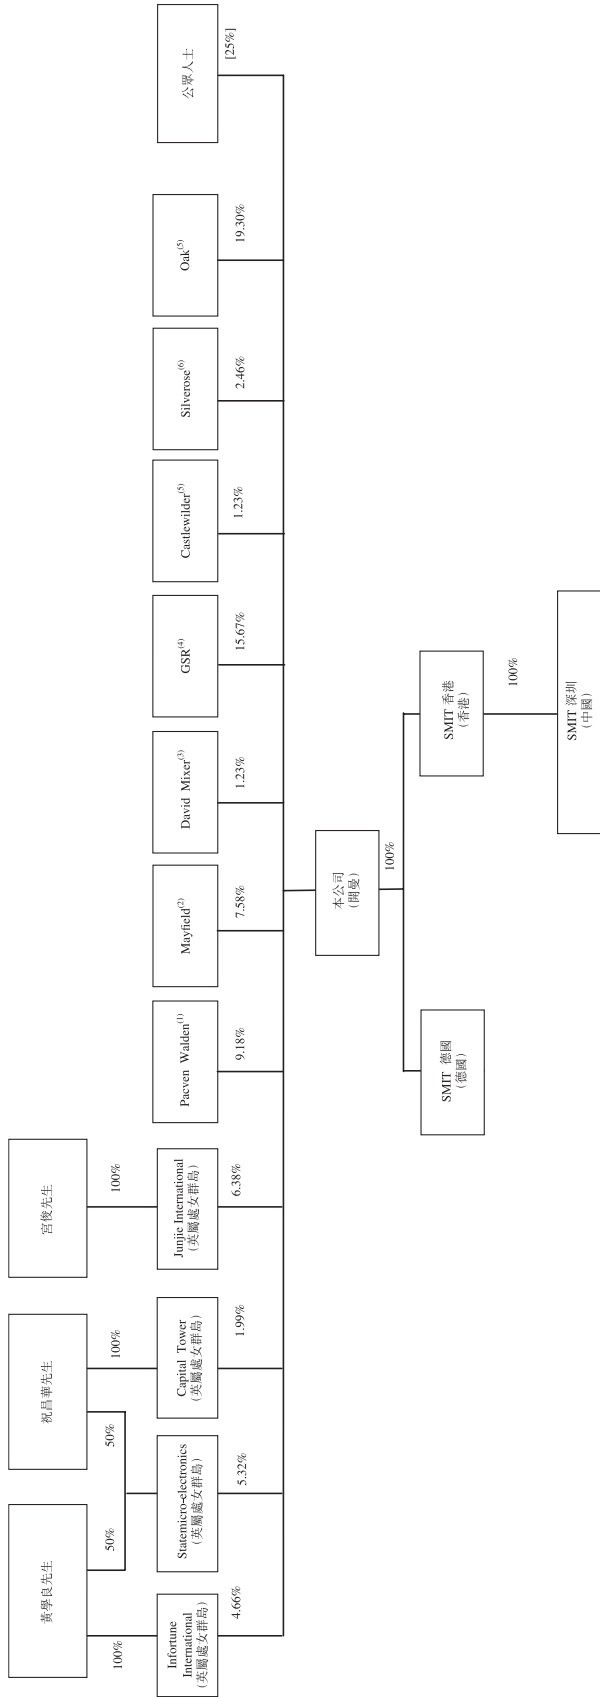 黃學良先生
祝昌華先生
宮俊先生
100%
50%
50%
100%
100%
Infortune
International
（英屬處女群島）
Statemicro-electronics
（英屬處女群島）
Capital Tower
（英屬處女群島）
Junjie International
（英屬處女群島）
Pacven Walden(1)
Mayfield(2)
David Mixer(3)
GSR(4)
Castlewilder(5)
Silverose(6)
Oak(5)
公眾人士
4.66%
5.32%
1.99%
6.38%
9.18%
7.58%
1.23%
15.67%
1.23%
2.46%
19.30%
[25%]
本公司
（開曼）
100%
SMIT 德國
（德國）
SMIT 香港
（香港）
100%
SMIT 深圳
（中國）